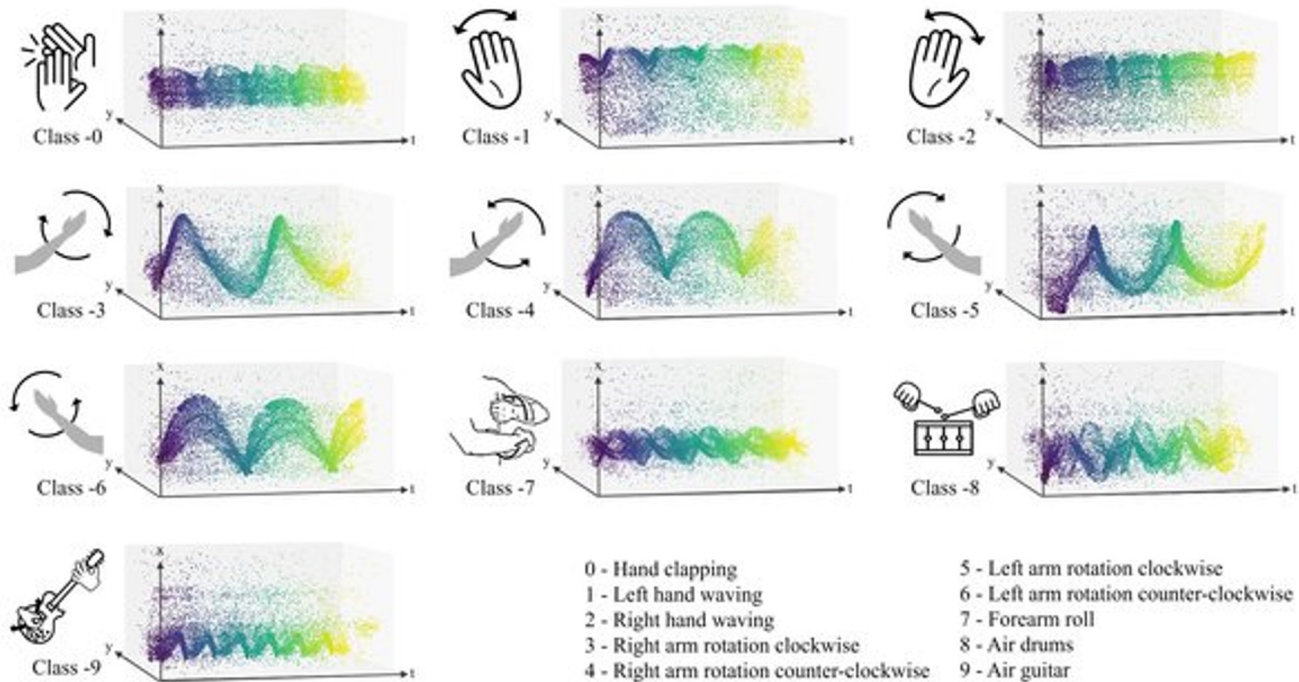 x
y
t
Class -0
x
y
t
Class -1
x
y
t
Class -2
x
y
t
Class -3
x
y
t
Class -4
x
y
t
Class -5
x
y
t
Class -6
x
y
t
Class -7
x
y
t
Class -8
x
y
t
Class -9
0 - Hand clapping
1 - Left hand waving
2 - Right hand waving
3 - Right arm rotation clockwise
4 - Right arm rotation counter-clockwise
5 - Left arm rotation clockwise
6 - Left arm rotation counter-clockwise
7 - Forearm roll
8 - Air drums
9 - Air guitar